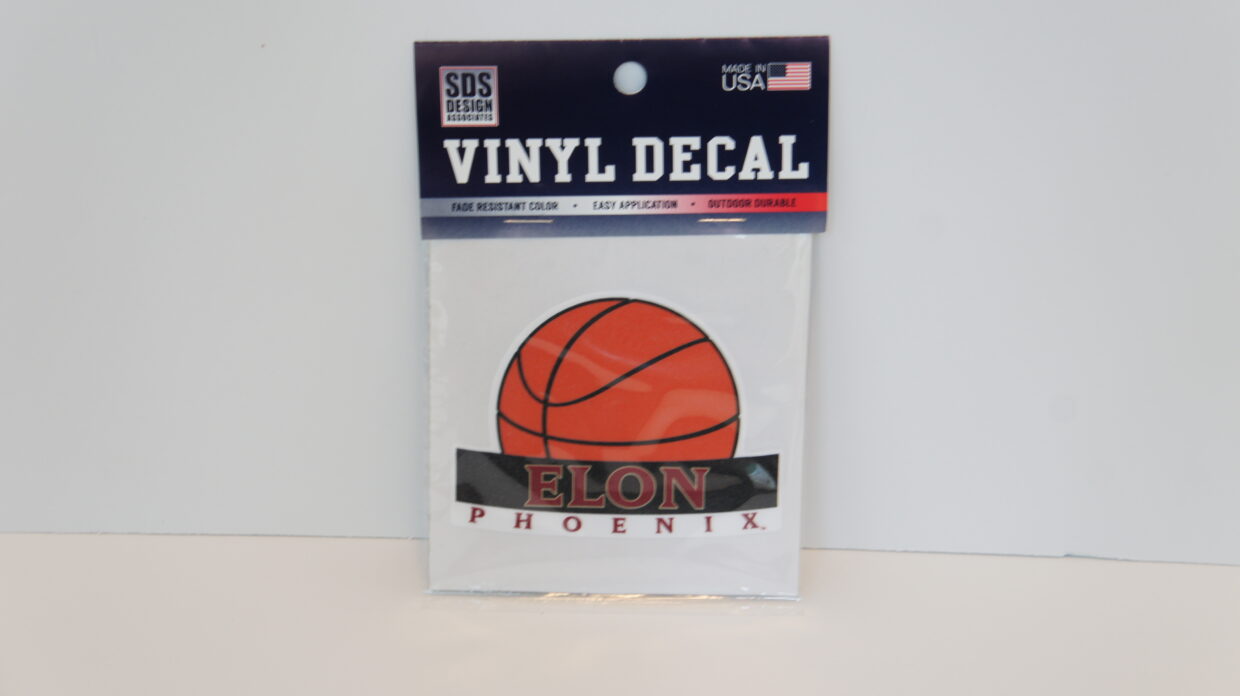 SDS
DESIGN
ASSOCIATES
MADE IN
USA
VINYL DECAL
FADE RESISTANT COLOR • EASY APPLICATION • OUTDOOR DURABLE
ELON
PHOENIX